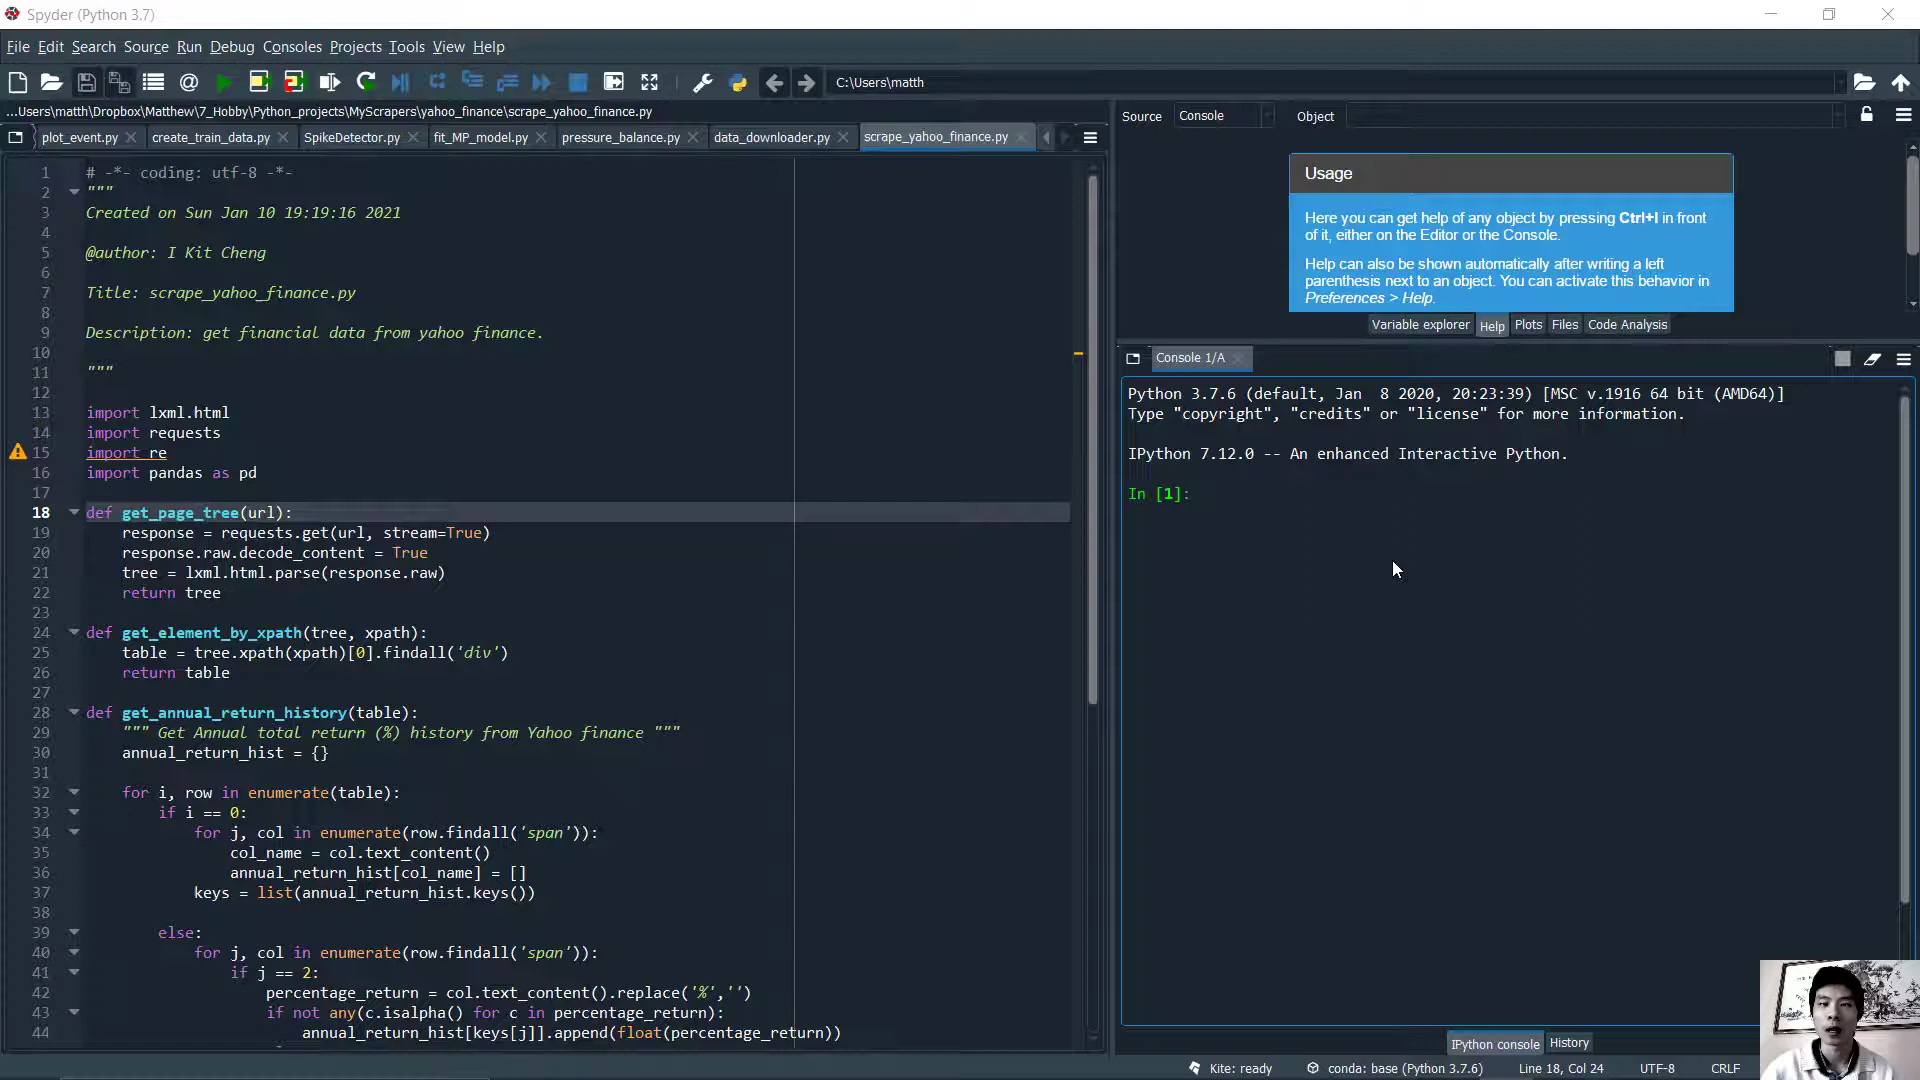 Spyder (Python 3.7)
File Edit Search Source Run Debug Consoles Projects Tools View Help
C:\Users\matth
...Users\matth\Dropbox\Matthew\7_Hobby\Python_projects\MyScrapers\yahoo_finance\scrape_yahoo_finance.py
plot_event.py create_train_data.py SpikeDetector.py fit_MP_model.py pressure_balance.py data_downloader.py scrape_yahoo_finance.py
1 # -*- coding: utf-8 -*-
2 """
3 Created on Sun Jan 10 19:19:16 2021
4
5 @author: I Kit Cheng
6
7 Title: scrape_yahoo_finance.py
8
9 Description: get financial data from yahoo finance.
10
11 """
12
13 import lxml.html
14 import requests
15 import re
16 import pandas as pd
17
18 def get_page_tree(url):
19     response = requests.get(url, stream=True)
20     response.raw.decode_content = True
21     tree = lxml.html.parse(response.raw)
22     return tree
23
24 def get_element_by_xpath(tree, xpath):
25     table = tree.xpath(xpath)[0].findall('div')
26     return table
27
28 def get_annual_return_history(table):
29     """ Get Annual total return (%) history from Yahoo finance """
30     annual_return_hist = {}
31
32     for i, row in enumerate(table):
33         if i == 0:
34             for j, col in enumerate(row.findall('span')):
35                 col_name = col.text_content()
36                 annual_return_hist[col_name] = []
37             keys = list(annual_return_hist.keys())
38
39         else:
40             for j, col in enumerate(row.findall('span')):
41                 if j == 2:
42                     percentage_return = col.text_content().replace('%','')
43                     if not any(c.isalpha() for c in percentage_return):
44                         annual_return_hist[keys[j]].append(float(percentage_return))
Source Console Object
Usage
Here you can get help of any object by pressing Ctrl+I in front
of it, either on the Editor or the Console.
Help can also be shown automatically after writing a left
parenthesis next to an object. You can activate this behavior in
Preferences > Help.
Variable explorer Help Plots Files Code Analysis
Console 1/A
Python 3.7.6 (default, Jan  8 2020, 20:23:39) [MSC v.1916 64 bit (AMD64)]
Type "copyright", "credits" or "license" for more information.
IPython 7.12.0 -- An enhanced Interactive Python.
In [1]:
IPython console History
Kite: ready conda: base (Python 3.7.6) Line 18, Col 24 UTF-8 CRLF